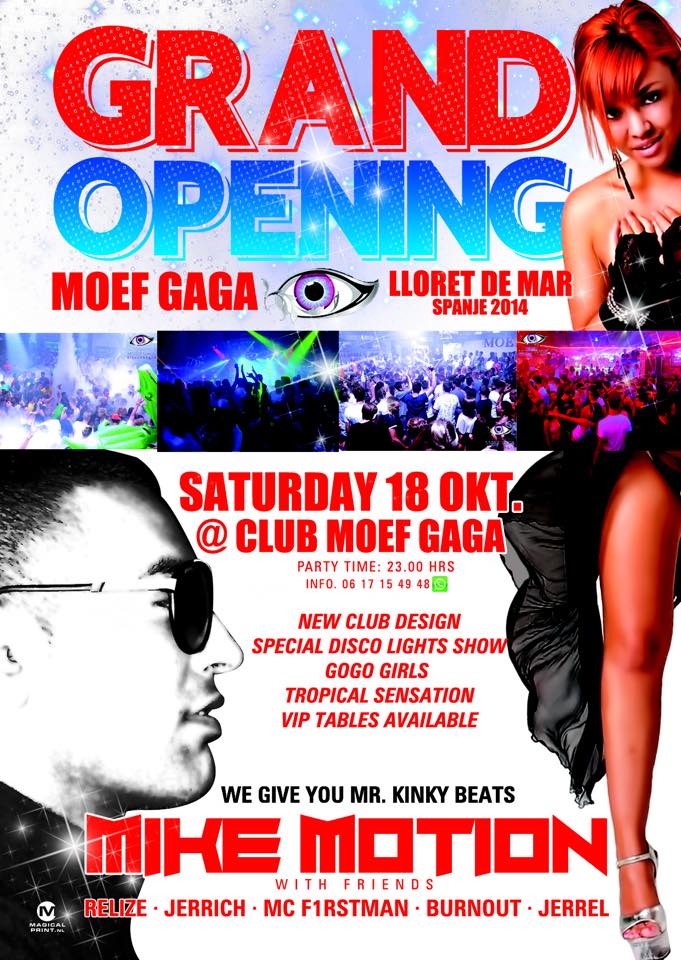 GRAND
OPENING
MOEF GAGA
LLORET DE MAR
SPANJE 2014
MOE
SATURDAY 18 OKT.
@ CLUB MOEF GAGA
PARTY TIME: 23.00 HRS
INFO. 06 17 15 49 48
NEW CLUB DESIGN
SPECIAL DISCO LIGHTS SHOW
GOGO GIRLS
TROPICAL SENSATION
VIP TABLES AVAILABLE
WE GIVE YOU MR. KINKY BEATS
MIKE MOTION
WITH FRIENDS
RELIZE · JERRICH · MC F1RSTMAN · BURNOUT · JERREL
MAGICAL
PRINT.NL